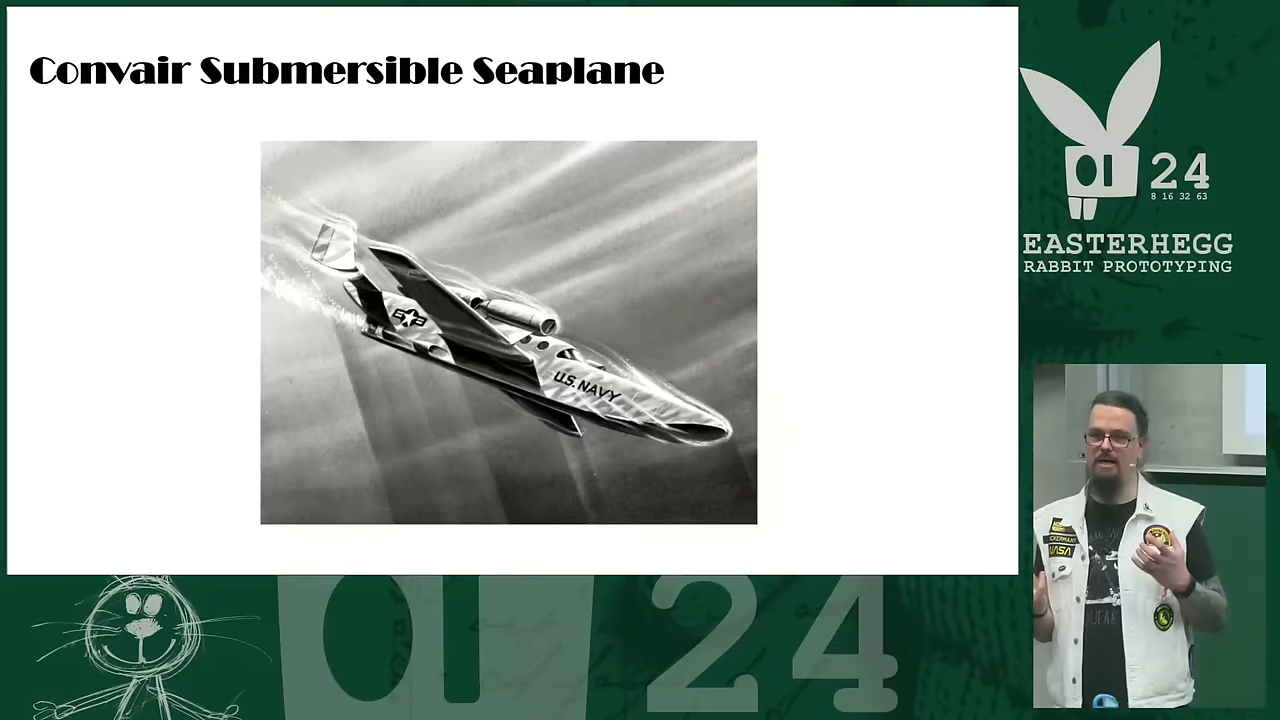 Convair Submersible Seaplane
U.S. NAVY
24
8 16 32 63
EASTERHEGG
RABBIT PROTOTYPING
24